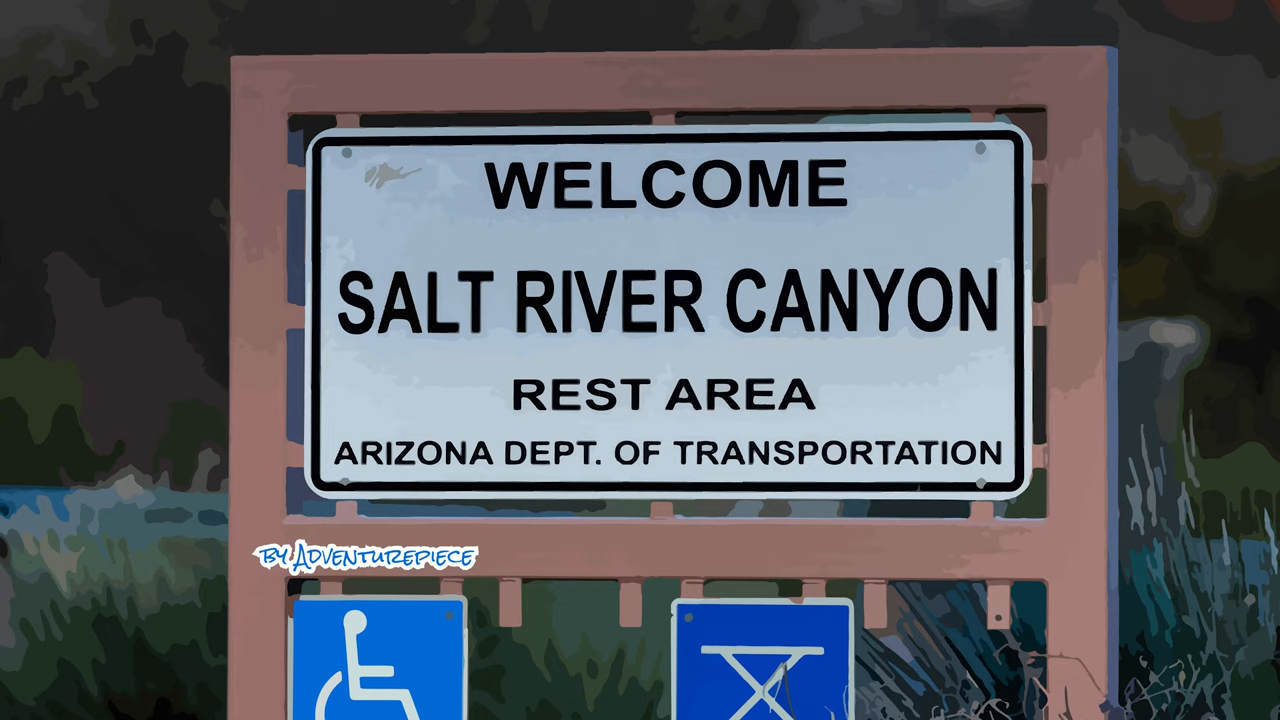 WELCOME
SALT RIVER CANYON
REST AREA
ARIZONA DEPT. OF TRANSPORTATION
by Adventurepiece